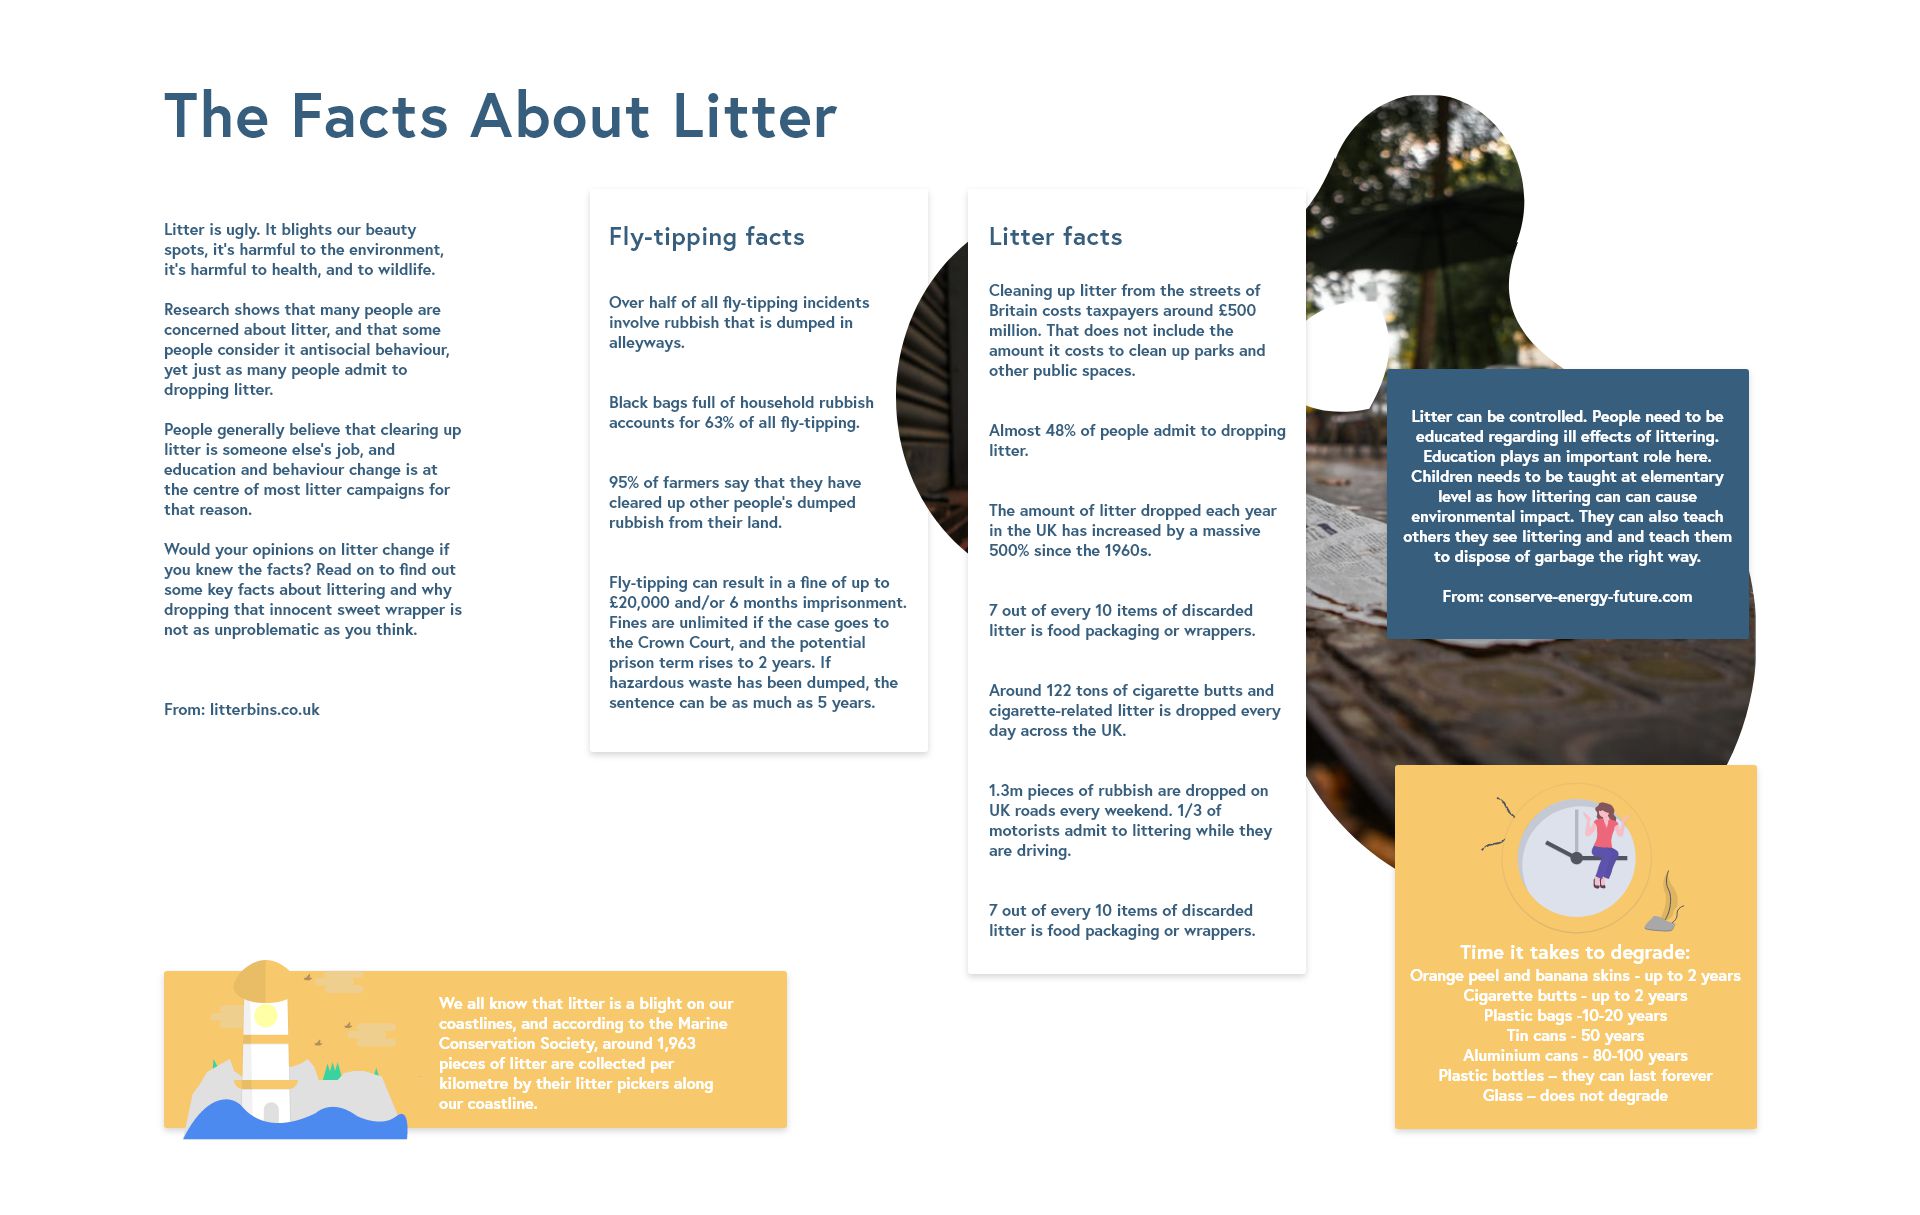 The Facts About Litter
Litter is ugly. It blights our beauty
spots, it's harmful to the environment,
it's harmful to health, and to wildlife.
Research shows that many people are
concerned about litter, and that some
people consider it antisocial behaviour,
yet just as many people admit to
dropping litter.
People generally believe that clearing up
litter is someone else's job, and
education and behaviour change is at
the centre of most litter campaigns for
that reason.
Would your opinions on litter change if
you knew the facts? Read on to find out
some key facts about littering and why
dropping that innocent sweet wrapper is
not as unproblematic as you think.
From: litterbins.co.uk
Fly-tipping facts
Over half of all fly-tipping incidents
involve rubbish that is dumped in
alleyways.
Black bags full of household rubbish
accounts for 63% of all fly-tipping.
95% of farmers say that they have
cleared up other people's dumped
rubbish from their land.
Fly-tipping can result in a fine of up to
£20,000 and/or 6 months imprisonment.
Fines are unlimited if the case goes to
the Crown Court, and the potential
prison term rises to 2 years. If
hazardous waste has been dumped, the
sentence can be as much as 5 years.
Litter facts
Cleaning up litter from the streets of
Britain costs taxpayers around £500
million. That does not include the
amount it costs to clean up parks and
other public spaces.
Almost 48% of people admit to dropping
litter.
The amount of litter dropped each year
in the UK has increased by a massive
500% since the 1960s.
7 out of every 10 items of discarded
litter is food packaging or wrappers.
Around 122 tons of cigarette butts and
cigarette-related litter is dropped every
day across the UK.
1.3m pieces of rubbish are dropped on
UK roads every weekend. 1/3 of
motorists admit to littering while they
are driving.
7 out of every 10 items of discarded
litter is food packaging or wrappers.
Litter can be controlled. People need to be
educated regarding ill effects of littering.
Education plays an important role here.
Children needs to be taught at elementary
level as how littering can can cause
environmental impact. They can also teach
others they see littering and and teach them
to dispose of garbage the right way.
From: conserve-energy-future.com
Time it takes to degrade:
Orange peel and banana skins - up to 2 years
Cigarette butts - up to 2 years
Plastic bags -10-20 years
Tin cans - 50 years
Aluminium cans - 80-100 years
Plastic bottles – they can last forever
Glass – does not degrade
We all know that litter is a blight on our
coastlines, and according to the Marine
Conservation Society, around 1,963
pieces of litter are collected per
kilometre by their litter pickers along
our coastline.